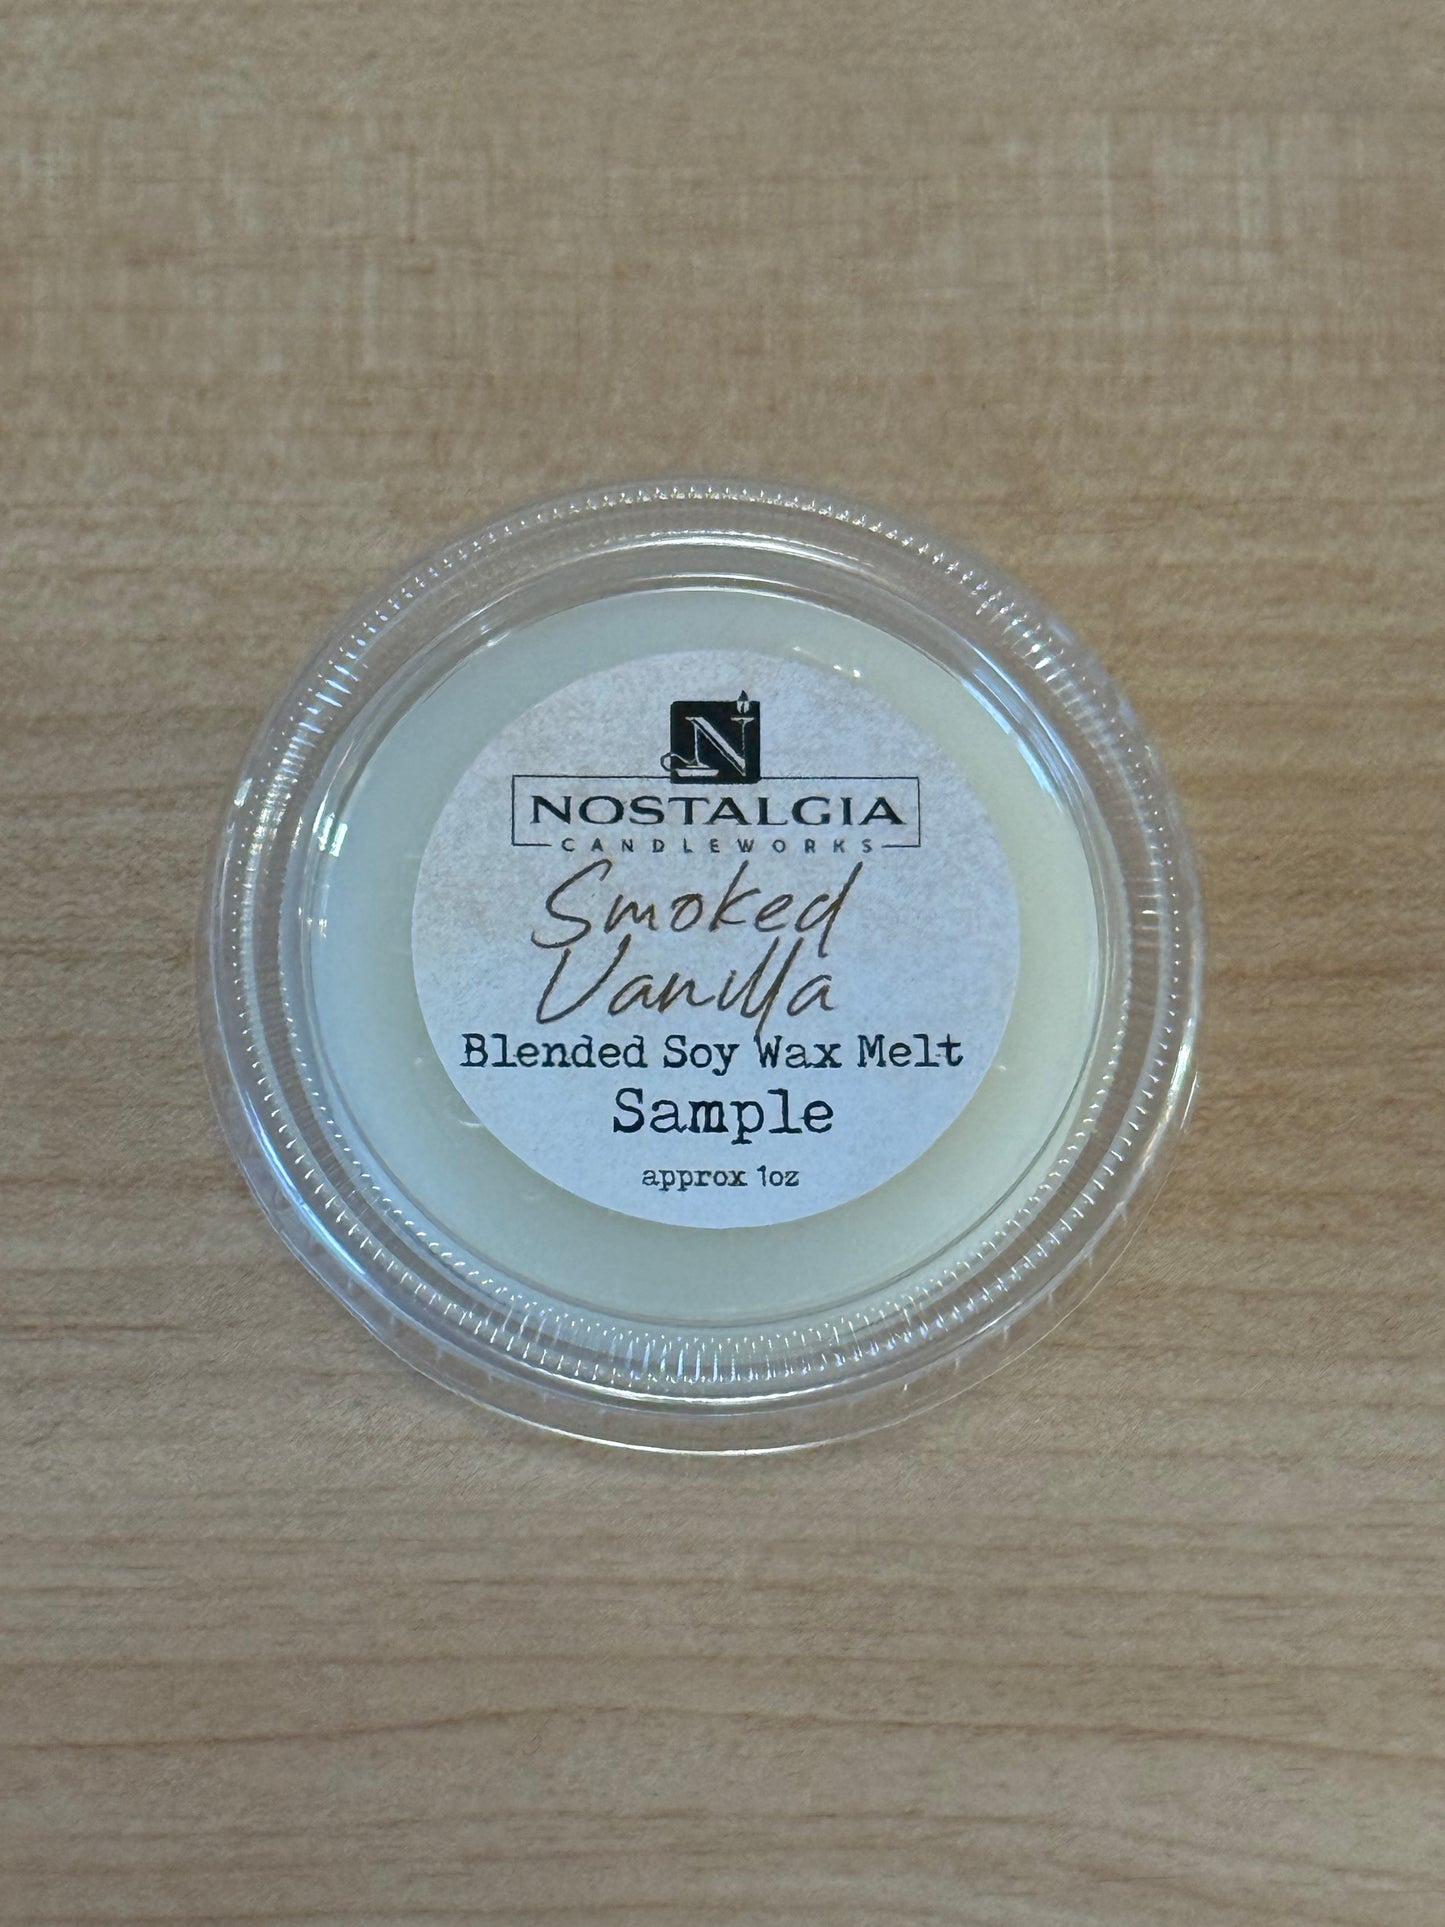 N
NOSTALGIA
CANDLEWORKS
Smoked
Vanilla
Blended Soy Wax Melt
Sample
approx 1oz